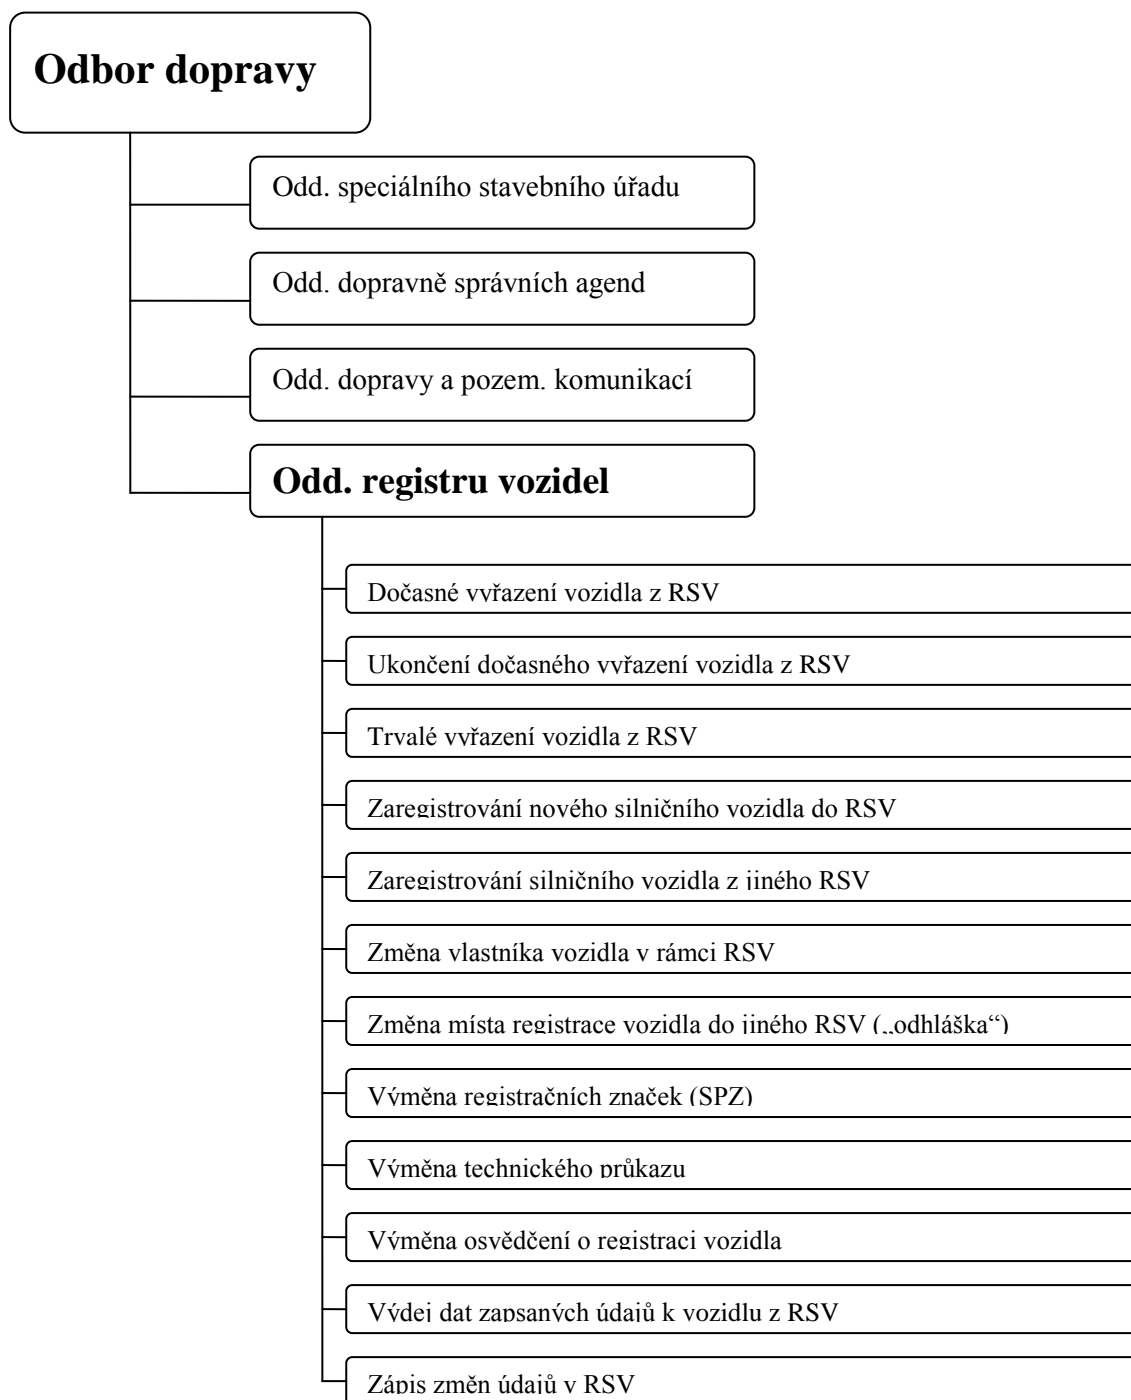 Odbor dopravy
Odd. speciálního stavebního úřadu
Odd. dopravně správních agend
Odd. dopravy a pozem. komunikací
Odd. registru vozidel
Dočasné vyřazení vozidla z RSV
Ukončení dočasného vyřazení vozidla z RSV
Trvalé vyřazení vozidla z RSV
Zaregistrování nového silničního vozidla do RSV
Zaregistrování silničního vozidla z jiného RSV
Změna vlastníka vozidla v rámci RSV
Změna místa registrace vozidla do jiného RSV („odhláška“)
Výměna registračních značek (SPZ)
Výměna technického průkazu
Výměna osvědčení o registraci vozidla
Výdej dat zapsaných údajů k vozidlu z RSV
Zápis změn údajů v RSV